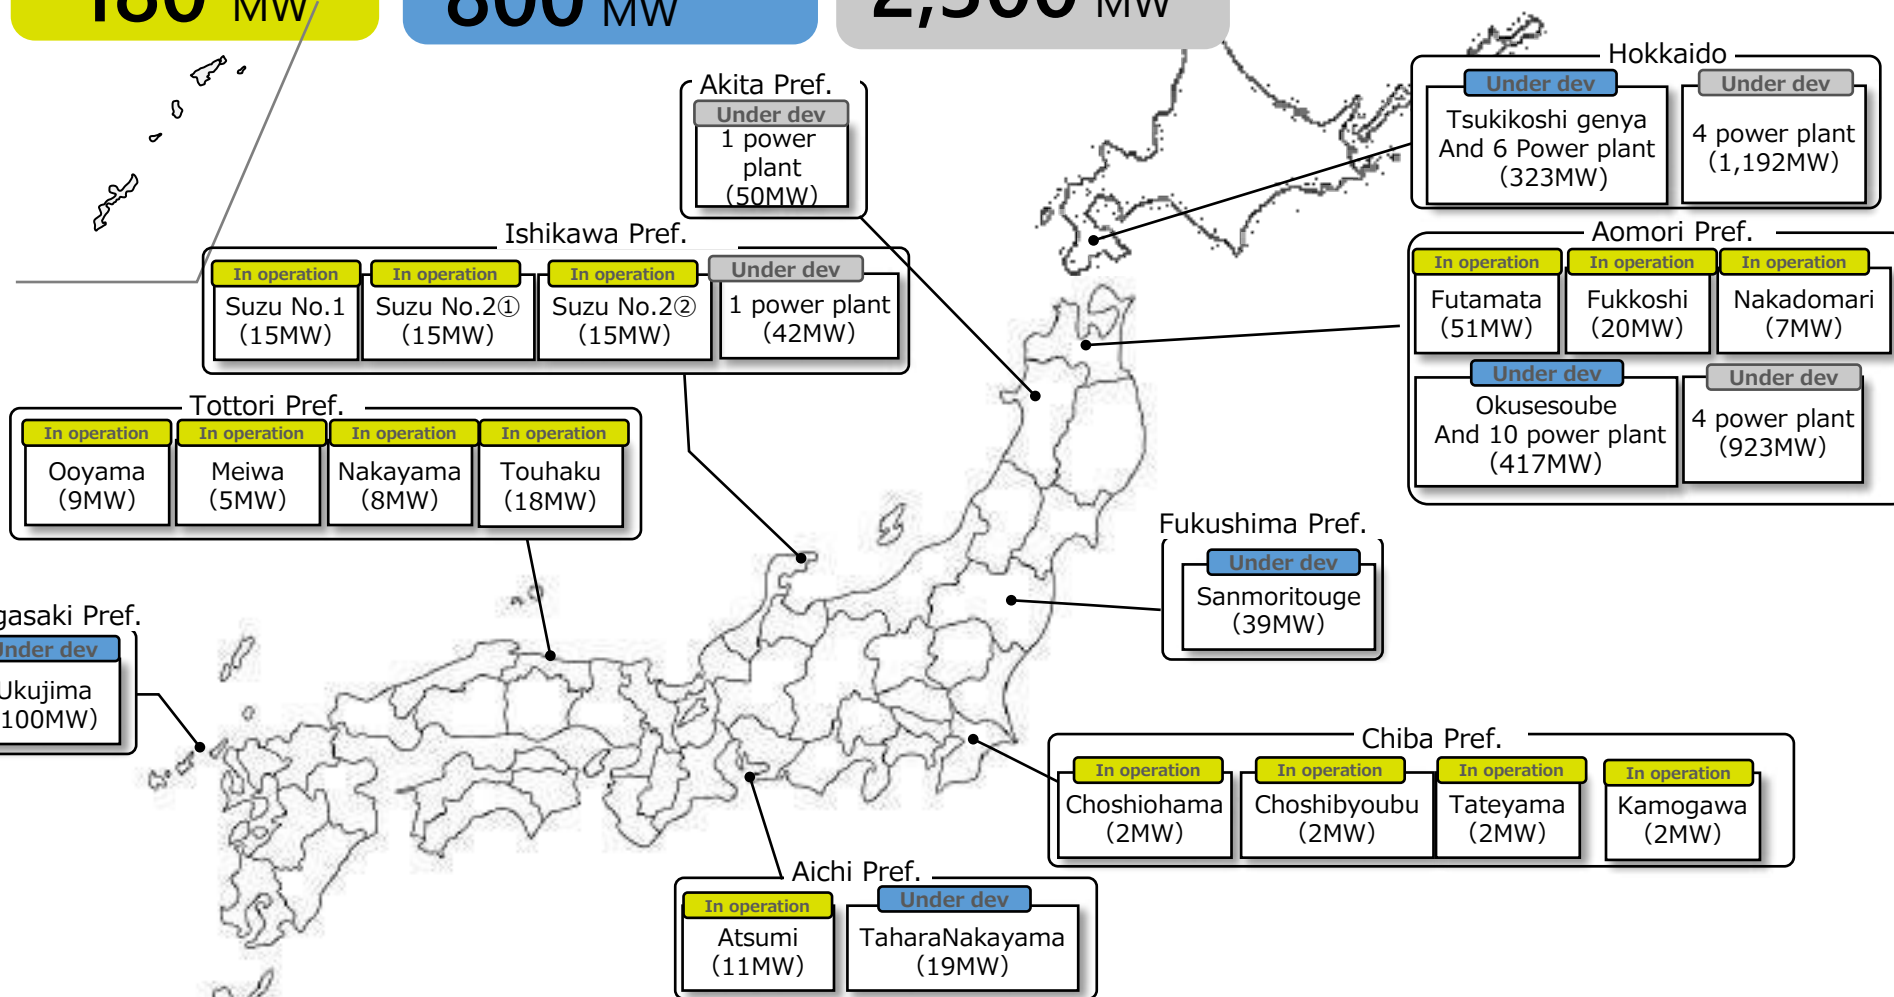 180 MW
800 MW
MW
Akita Pref.
Under dev
1 power
plant
(50MW)
Hokkaido
Under dev
Tsukikoshi genya
And 6 Power plant
(323MW)
Under dev
4 power plant
(1,192MW)
Ishikawa Pref.
In operation
Suzu No.1
(15MW)
In operation
Suzu No.2①
(15MW)
In operation
Suzu No.2②
(15MW)
Under dev
1 power plant
(42MW)
Aomori Pref.
In operation
Futamata
(51MW)
In operation
Fukkoshi
(20MW)
In operation
Nakadomari
(7MW)
Under dev
Okusesoube
And 10 power plant
(417MW)
Under dev
4 power plant
(923MW)
Tottori Pref.
In operation
Ooyama
(9MW)
In operation
Meiwa
(5MW)
In operation
Nakayama
(8MW)
In operation
Touhaku
(18MW)
Fukushima Pref.
Under dev
Sanmoritouge
(39MW)
gasaki Pref.
Under dev
Ukujima
100MW)
Chiba Pref.
In operation
Choshiohama
(2MW)
In operation
Choshibyoubu
(2MW)
In operation
Tateyama
(2MW)
In operation
Kamogawa
(2MW)
Aichi Pref.
In operation
Atsumi
(11MW)
Under dev
TaharaNakayama
(19MW)